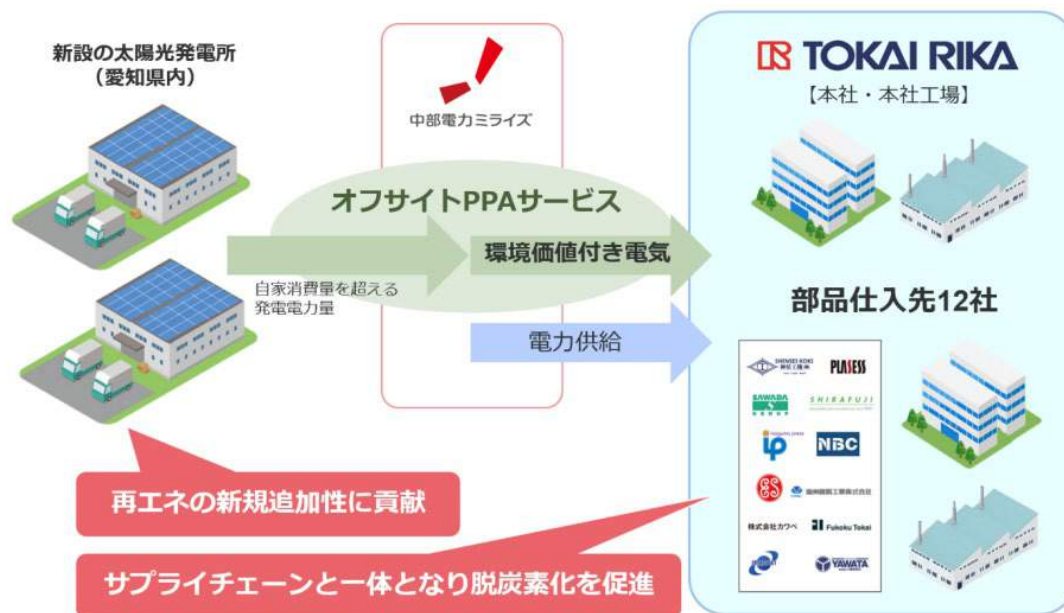 新設の太陽光発電所
（愛知県内）
中部電力ミライズ
TOKAI RIKA
【本社・本社工場】
オフサイトPPAサービス
環境価値付き電気
自家消費量を超える
発電電力量
電力供給
部品仕入先12社
SHINSEI KOKI
PLASESS
SAWADA
GROUP
SHIRAFUJI
ip
NBC
ES
株式会社カワベ
Fukoku Tokai
YAWATA
再エネの新規追加性に貢献
サプライチェーンと一体となり脱炭素化を促進